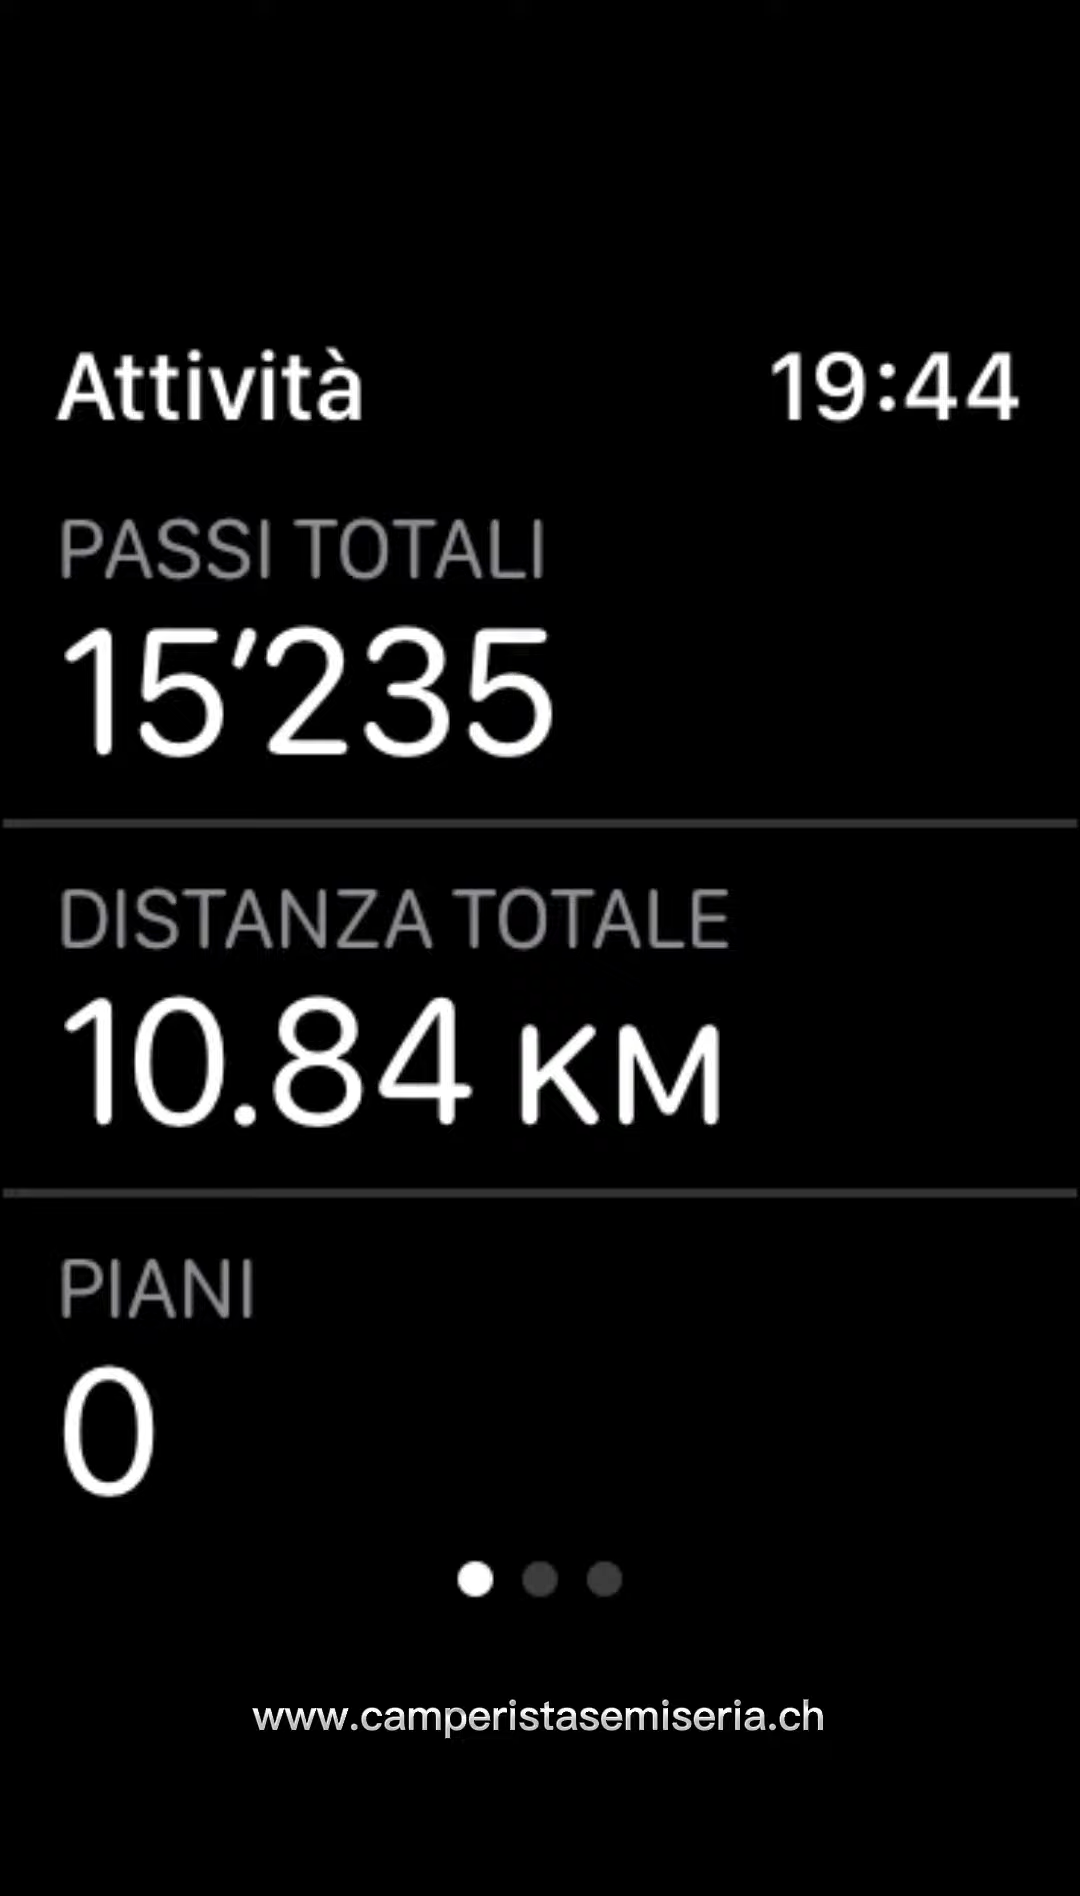 Attività 19:44
PASSI TOTALI
15’235
DISTANZA TOTALE
10.84 KM
PIANI
0
www.camperistasemiseria.ch